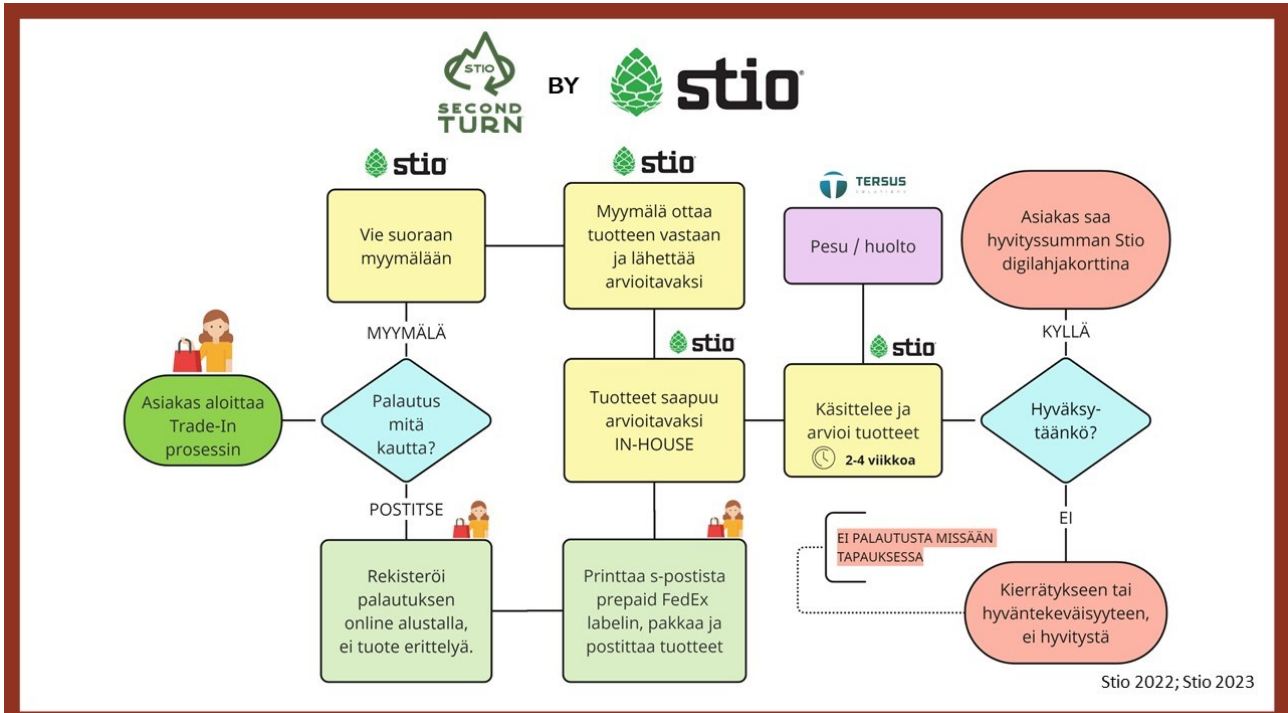 STIO
SECOND
TURN
BY
stio
stio
Vie suoraan
myymälään
stio
Myymälä ottaa
tuotteen vastaan
ja lähettää
arvioitavaksi
TERSUS
SOLUTIONS
Pesu / huolto
Asiakas saa
hyvityssumman Stio
digilahjakorttina
MYYMÄLÄ
KYLLÄ
Asiakas aloittaa
Trade-In
prosessin
Palautus
mitä
kautta?
stio
Tuotteet saapuu
arvioitavaksi
IN-HOUSE
stio
Käsittelee ja
arvioi tuotteet
2-4 viikkoa
Hyväksy-
täänkö?
POSTITSE
EI
Rekisteröi
palautuksen
online alustalla,
ei tuote erittelyä.
Printtaa s-postista
prepaid FedEx
labelin, pakkaa ja
postittaa tuotteet
EI PALAUTUSTA MISSÄÄN
TAPAUKSESSA
Kierrätykseen tai
hyväntekeväisyyteen,
ei hyvitystä
Stio 2022; Stio 2023